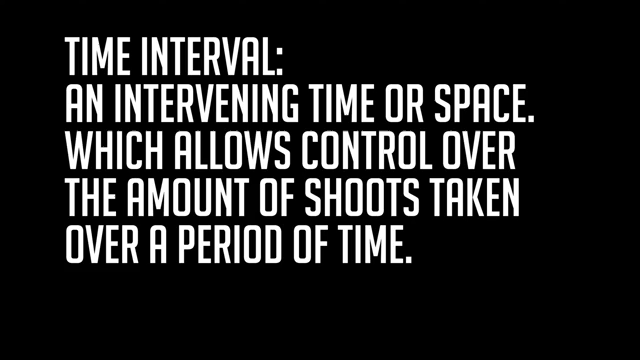 TIME INTERVAL:
AN INTERVENING TIME OR SPACE.
WHICH ALLOWS CONTROL OVER
THE AMOUNT OF SHOOTS TAKEN
OVER A PERIOD OF TIME.